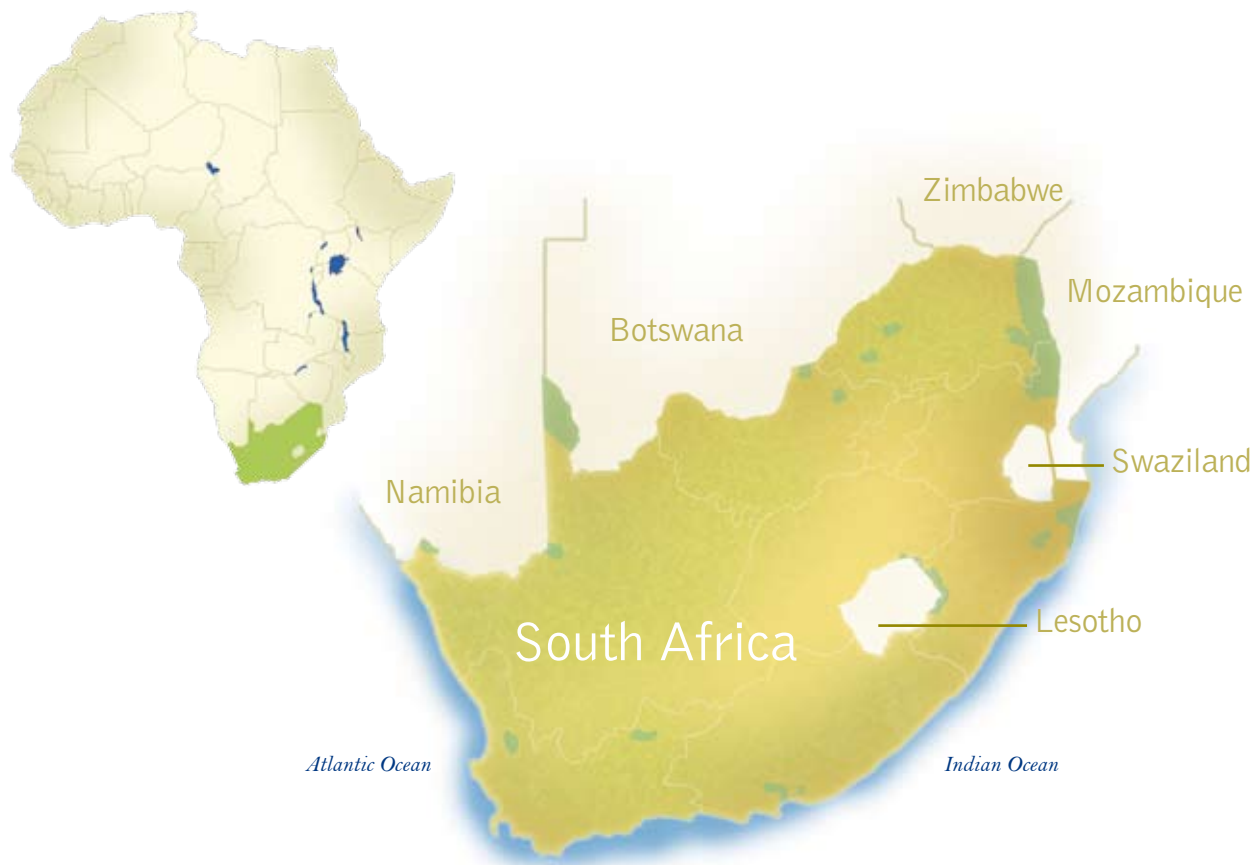 Zimbabwe
Mozambique
Botswana
Swaziland
Namibia
Lesotho
South Africa
Atlantic Ocean
Indian Ocean